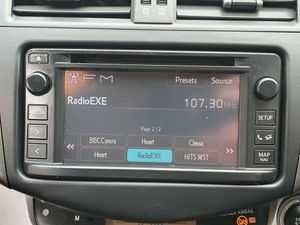 FM
Presets Source
RadioEXE
107.30 MHz
Page 2 / 2
BBCCymru Heart Classic
Heart RadioEXE HITS WST
SETUP
MAP
NAV
M